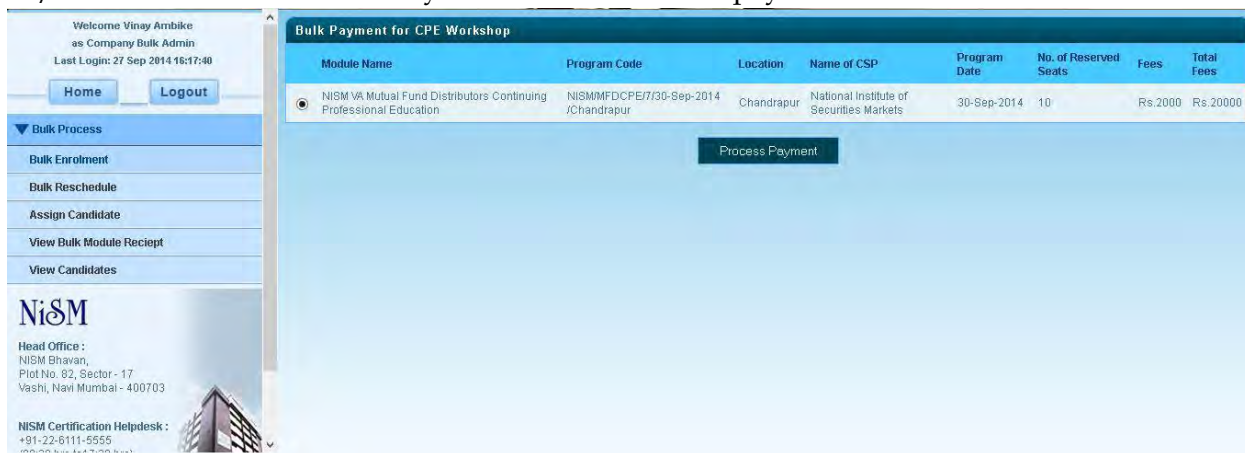 Welcome Vinay Ambike
as Company Bulk Admin
Last Login: 27 Sep 2014 16:17:40
Home Logout
Bulk Process
Bulk Enrolment
Bulk Reschedule
Assign Candidate
View Bulk Module Reciept
View Candidates
NiSM
Head Office :
NISM Bhavan,
Plot No. 82, Sector - 17
Vashi, Navi Mumbai - 400703
NISM Certification Helpdesk :
+91-22-6111-5555
Bulk Payment for CPE Workshop
Module Name Program Code Location Name of CSP Program Date No. of Reserved Seats Fees Total Fees
NISM VA Mutual Fund Distributors Continuing Professional Education NISM/MFDCPE/7/30-Sep-2014 /Chandrapur Chandrapur National Institute of Securities Markets 30-Sep-2014 10 Rs.2000 Rs.20000
Process Payment